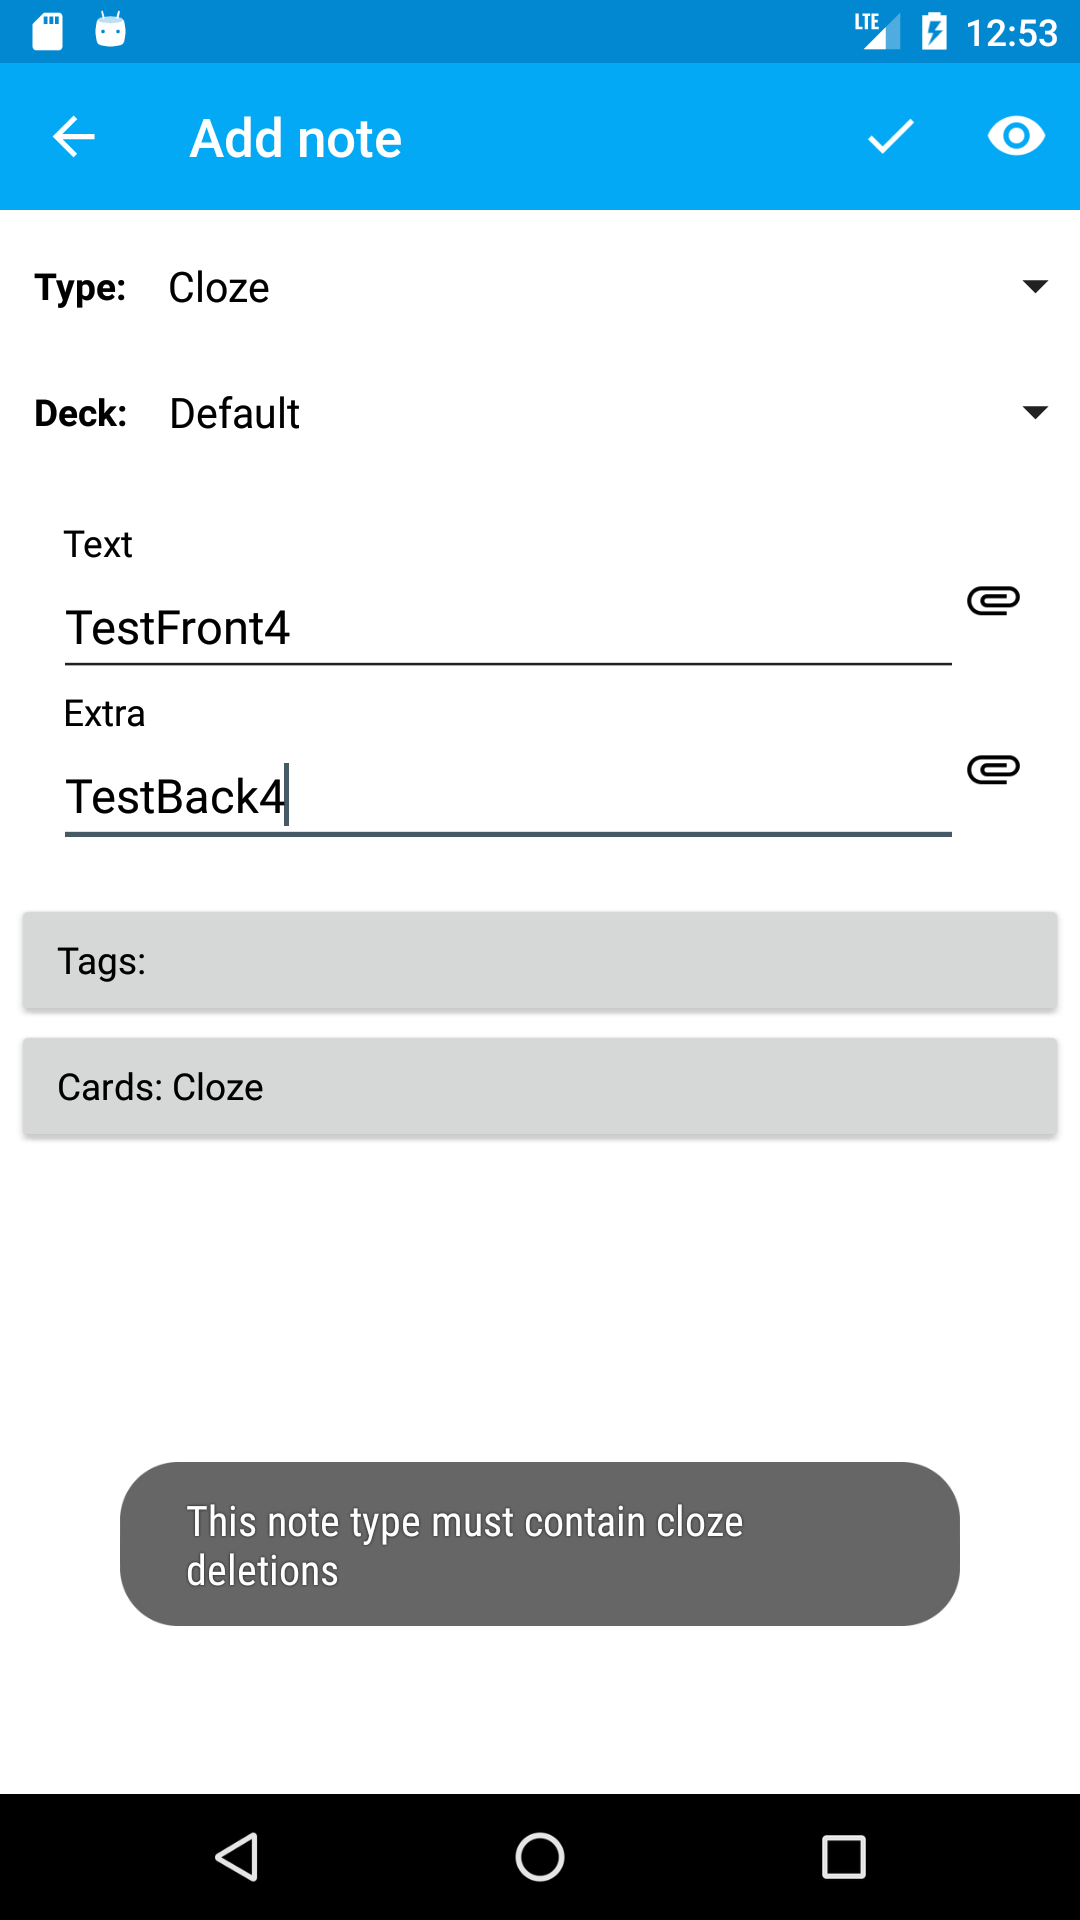 LTE 12:53
Add note
Type: Cloze
Deck: Default
Text
TestFront4
Extra
TestBack4
Tags:
Cards: Cloze
This note type must contain cloze
deletions